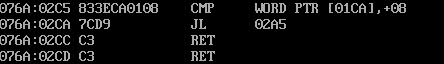 076A:02C5 833ECA0108 CMP WORD PTR [01CA],+08
076A:02CA 7CD9 JL 02A5
076A:02CC C3 RET
076A:02CD C3 RET